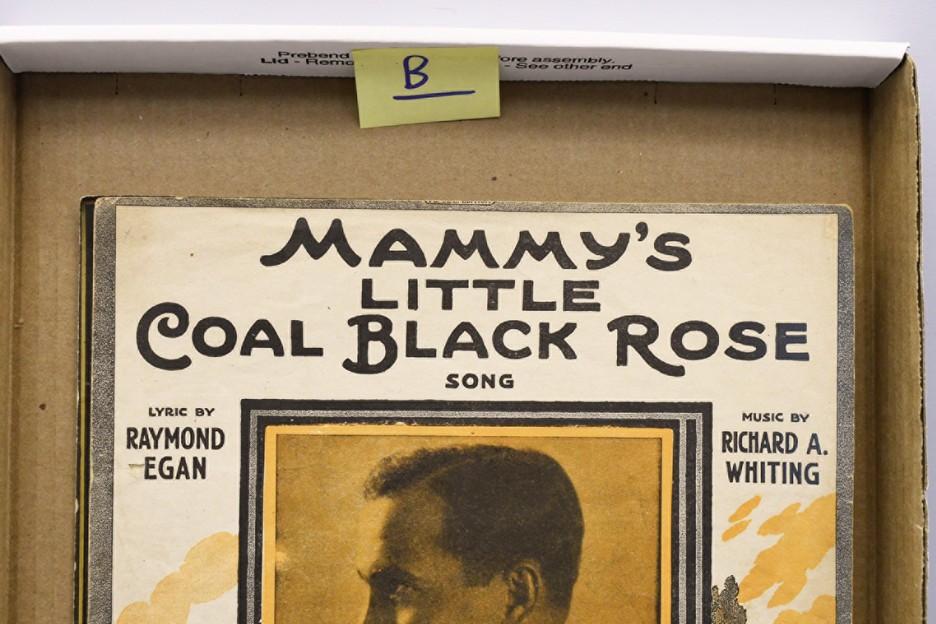 Prebend ore assembly.
Lid - Remo - See other end
B
MAMMY'S
LITTLE
COAL BLACK ROSE
SONG
LYRIC BY
RAYMOND
EGAN
MUSIC BY
RICHARD A.
WHITING